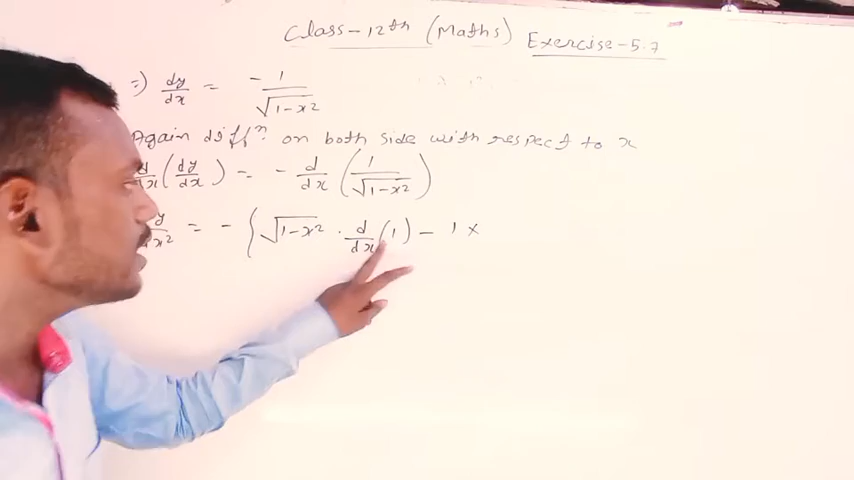 Class-12th (Maths) Exercise-5.7
⇒) dy/dx = - 1/√1-x²
Again diffⁿ. on both side with respect to x
d/dx (dy/dx) = - d/dx (1/√1-x²)
y/dx² = - { √1-x² · d/dx (1) - 1 ×